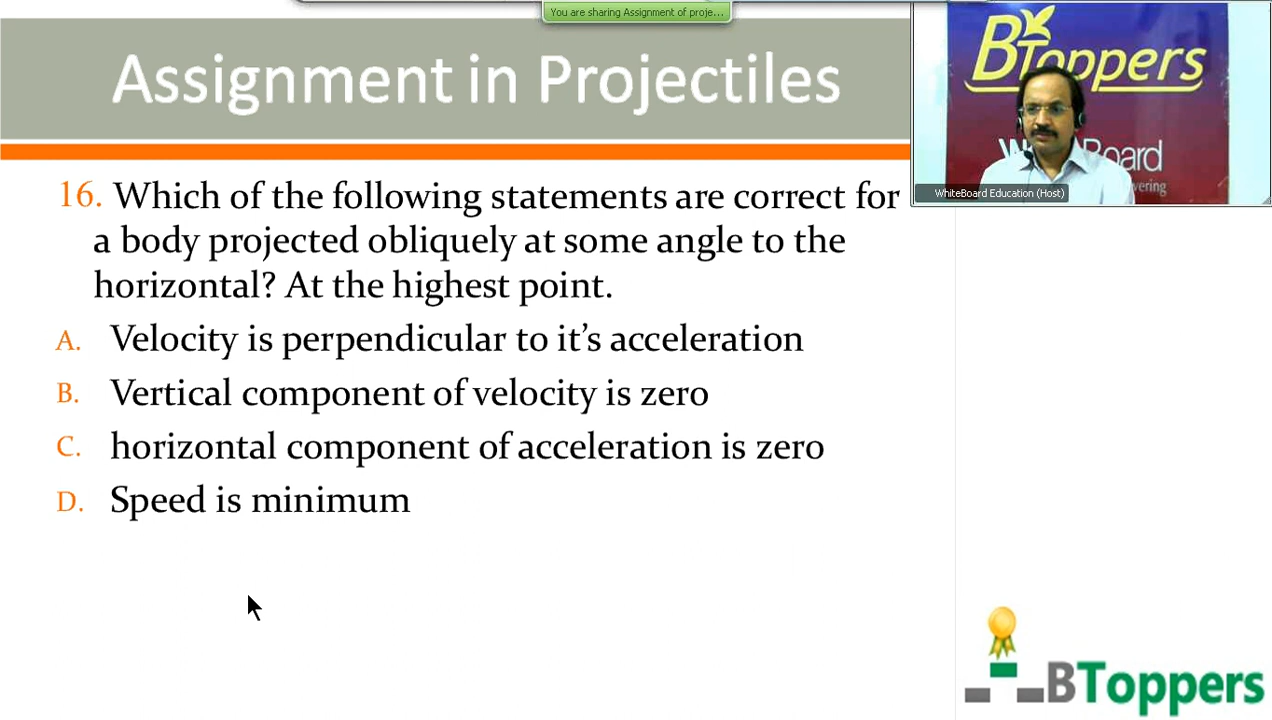 You are sharing Assignment of proje...
Assignment in Projectiles
BToppers
Board
WhiteBoard Education (Host)
16. Which of the following statements are correct for
a body projected obliquely at some angle to the
horizontal? At the highest point.
A. Velocity is perpendicular to it’s acceleration
B. Vertical component of velocity is zero
C. horizontal component of acceleration is zero
D. Speed is minimum
BToppers